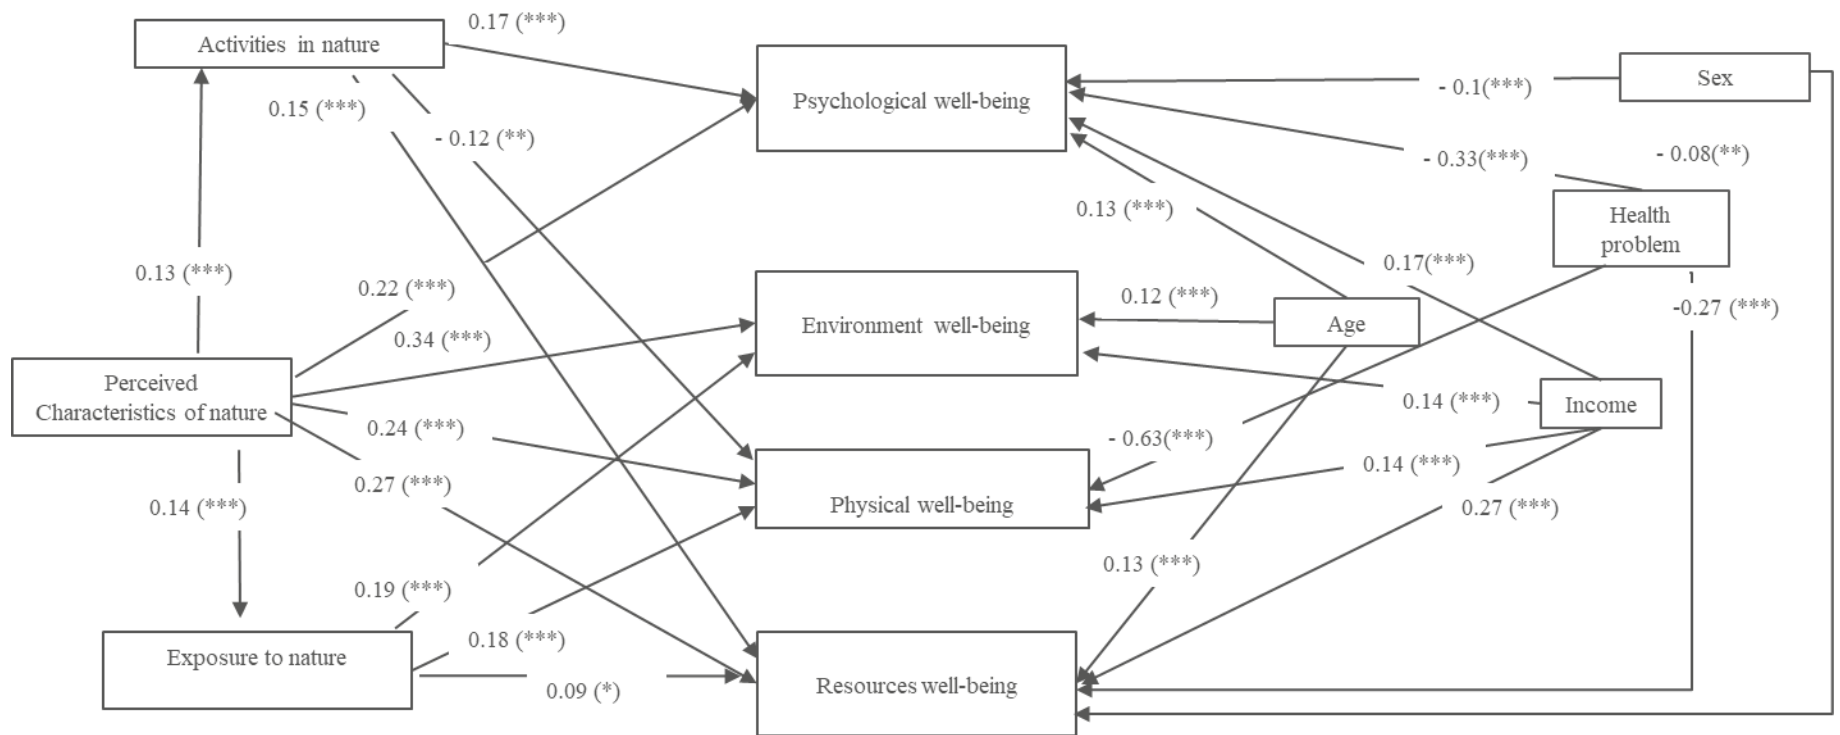 0.17 (***)
Activities in nature
Psychological well-being
Sex
- 0.1(***)
0.15 (***)
- 0.12 (**)
- 0.33(***)
- 0.08(**)
0.13 (***)
Health
problem
0.13 (***)
0.17(***)
0.22 (***)
0.12 (***)
-0.27 (***)
0.34 (***)
Environment well-being
Age
Perceived
Characteristics of nature
0.14 (***)
Income
0.24 (***)
- 0.63(***)
0.14 (***)
0.27 (***)
0.14 (***)
Physical well-being
0.27 (***)
0.13 (***)
0.19 (***)
0.18 (***)
Exposure to nature
0.09 (*)
Resources well-being